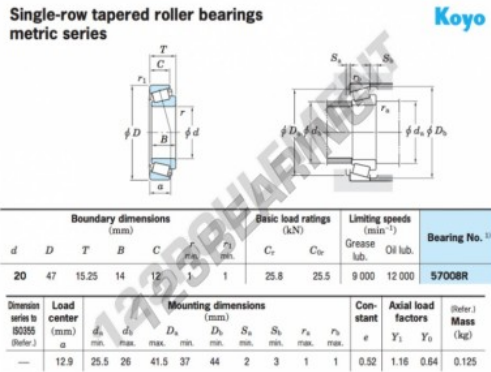 Single-row tapered roller bearings
metric series
Koyo
T
C
r1
r
φD
B
φd
a
Sa
Sb
rb
ra
φDa
φdb
φda
φDb
123ROULEMENT
123BEARING
Boundary dimensions
(mm)
Basic load ratings
(kN)
Limiting speeds
(min⁻¹)
Bearing No. 1)
d D T B C r min. r1 min. Cr C0r Grease lub. Oil lub.
20 47 15.25 14 12 1 1 25.8 25.5 9 000 12 000 57008R
Dimension series to ISO355 (Refer.)
Load center (mm) a
Mounting dimensions
(mm)
Constant e
Axial load factors
(Refer.) Mass (kg)
da min. db max. Da max. min. Db min. Sa min. Sb min. ra max. rb max. Y1 Y0
— 12.9 25.5 26 41.5 37 44 2 3 1 1 0.52 1.16 0.64 0.125